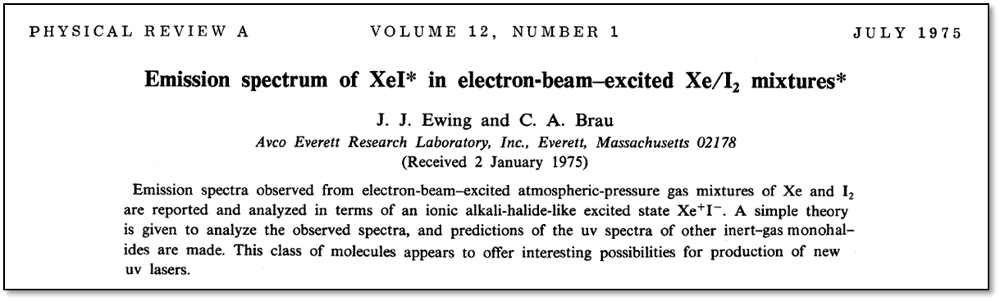 PHYSICAL REVIEW A VOLUME 12, NUMBER 1 JULY 1975
Emission spectrum of XeI* in electron-beam–excited Xe/I₂ mixtures*
J. J. Ewing and C. A. Brau
Avco Everett Research Laboratory, Inc., Everett, Massachusetts 02178
(Received 2 January 1975)
Emission spectra observed from electron-beam–excited atmospheric-pressure gas mixtures of Xe and I₂
are reported and analyzed in terms of an ionic alkali-halide-like excited state Xe⁺I⁻. A simple theory
is given to analyze the observed spectra, and predictions of the uv spectra of other inert-gas monohal–
ides are made. This class of molecules appears to offer interesting possibilities for production of new
uv lasers.